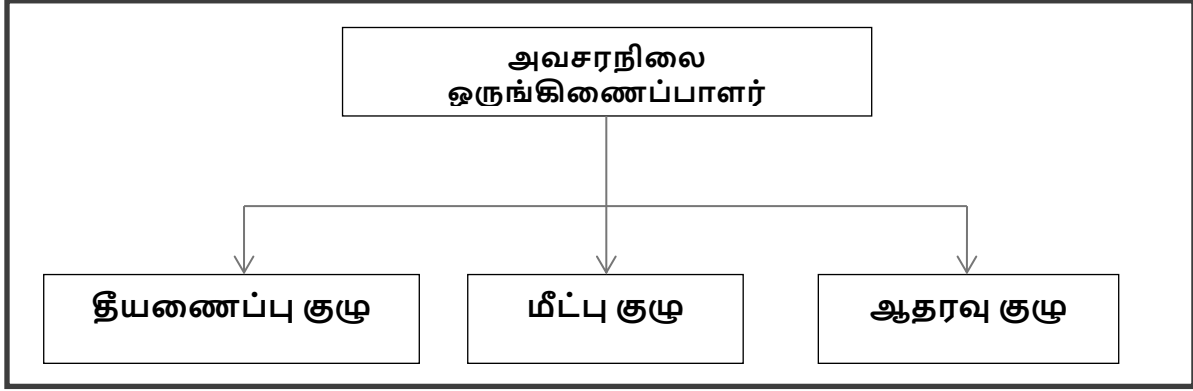 அவசரநிலை
ஒருங்கிணைப்பாளர்
தீயணைப்பு குழு
மீட்பு குழு
ஆதரவு குழு